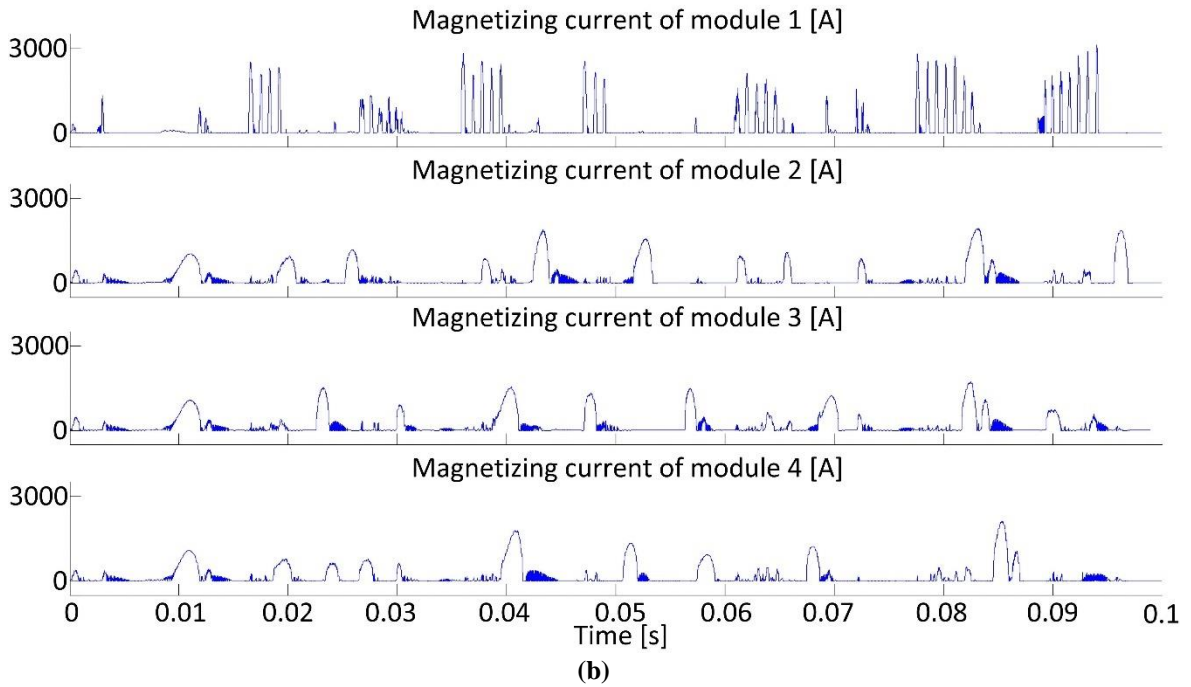 Magnetizing current of module 1 [A]
3000
0
Magnetizing current of module 2 [A]
3000
0
Magnetizing current of module 3 [A]
3000
0
Magnetizing current of module 4 [A]
3000
0
0 0.01 0.02 0.03 0.04 0.05 0.06 0.07 0.08 0.09 0.1
Time [s]
(b)